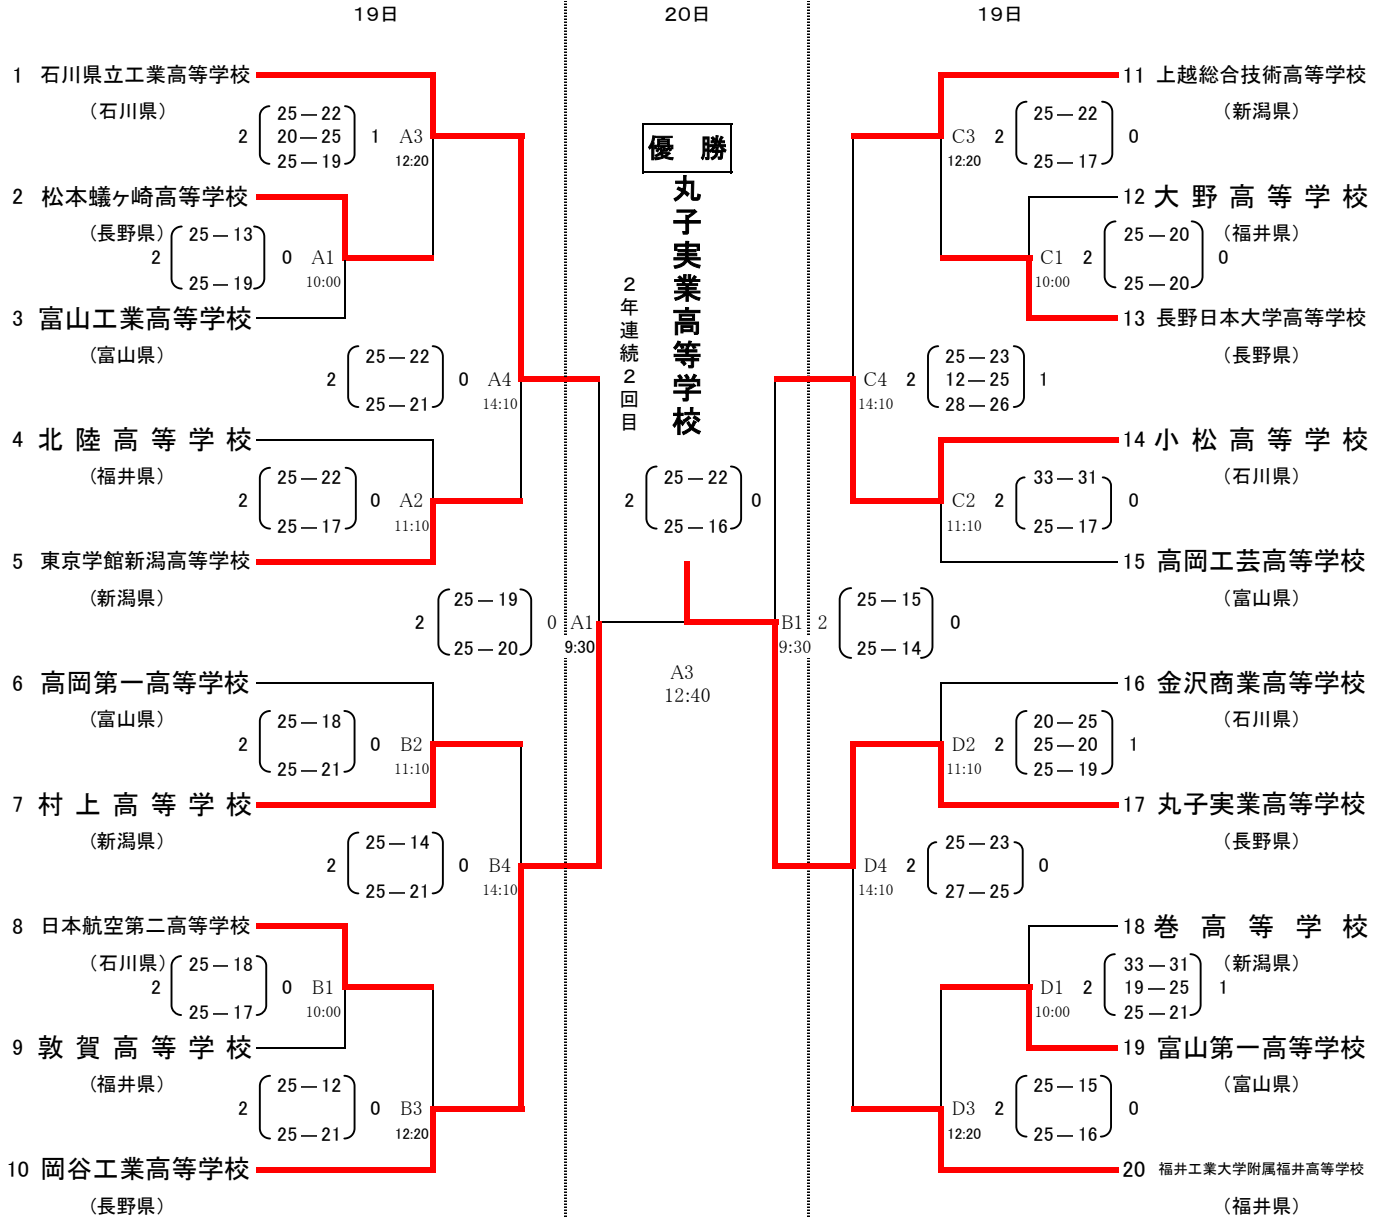 19日
20日
19日
1 石川県立工業高等学校
(石川県)
2
25―22
20―25
25―19
1
A3
12:20
2 松本蟻ヶ崎高等学校
(長野県)
2
25―13
25―19
0
A1
10:00
3 富山工業高等学校
(富山県)
2
25―22
25―21
0
A4
14:10
4 北陸高等学校
(福井県)
2
25―22
25―17
0
A2
11:10
5 東京学館新潟高等学校
(新潟県)
2
25―19
25―20
0
A1
9:30
6 高岡第一高等学校
(富山県)
2
25―18
25―21
0
B2
11:10
7 村上高等学校
(新潟県)
2
25―14
25―21
0
B4
14:10
8 日本航空第二高等学校
(石川県)
2
25―18
25―17
0
B1
10:00
9 敦賀高等学校
(福井県)
2
25―12
25―21
0
B3
12:20
10 岡谷工業高等学校
(長野県)
優 勝
丸子実業高等学校
2年連続2回目
2
25―22
25―16
0
A3
12:40
11 上越総合技術高等学校
(新潟県)
C3
12:20
2
25―22
25―17
0
12 大野高等学校
(福井県)
C1
10:00
2
25―20
25―20
0
13 長野日本大学高等学校
(長野県)
C4
14:10
2
25―23
12―25
28―26
1
14 小松高等学校
(石川県)
C2
11:10
2
33―31
25―17
0
15 高岡工芸高等学校
(富山県)
B1
9:30
2
25―15
25―14
0
16 金沢商業高等学校
(石川県)
D2
11:10
2
20―25
25―20
25―19
1
17 丸子実業高等学校
(長野県)
D4
14:10
2
25―23
27―25
0
18 巻高等学校
(新潟県)
D1
10:00
2
33―31
19―25
25―21
1
19 富山第一高等学校
(富山県)
D3
12:20
2
25―15
25―16
0
20 福井工業大学附属福井高等学校
(福井県)